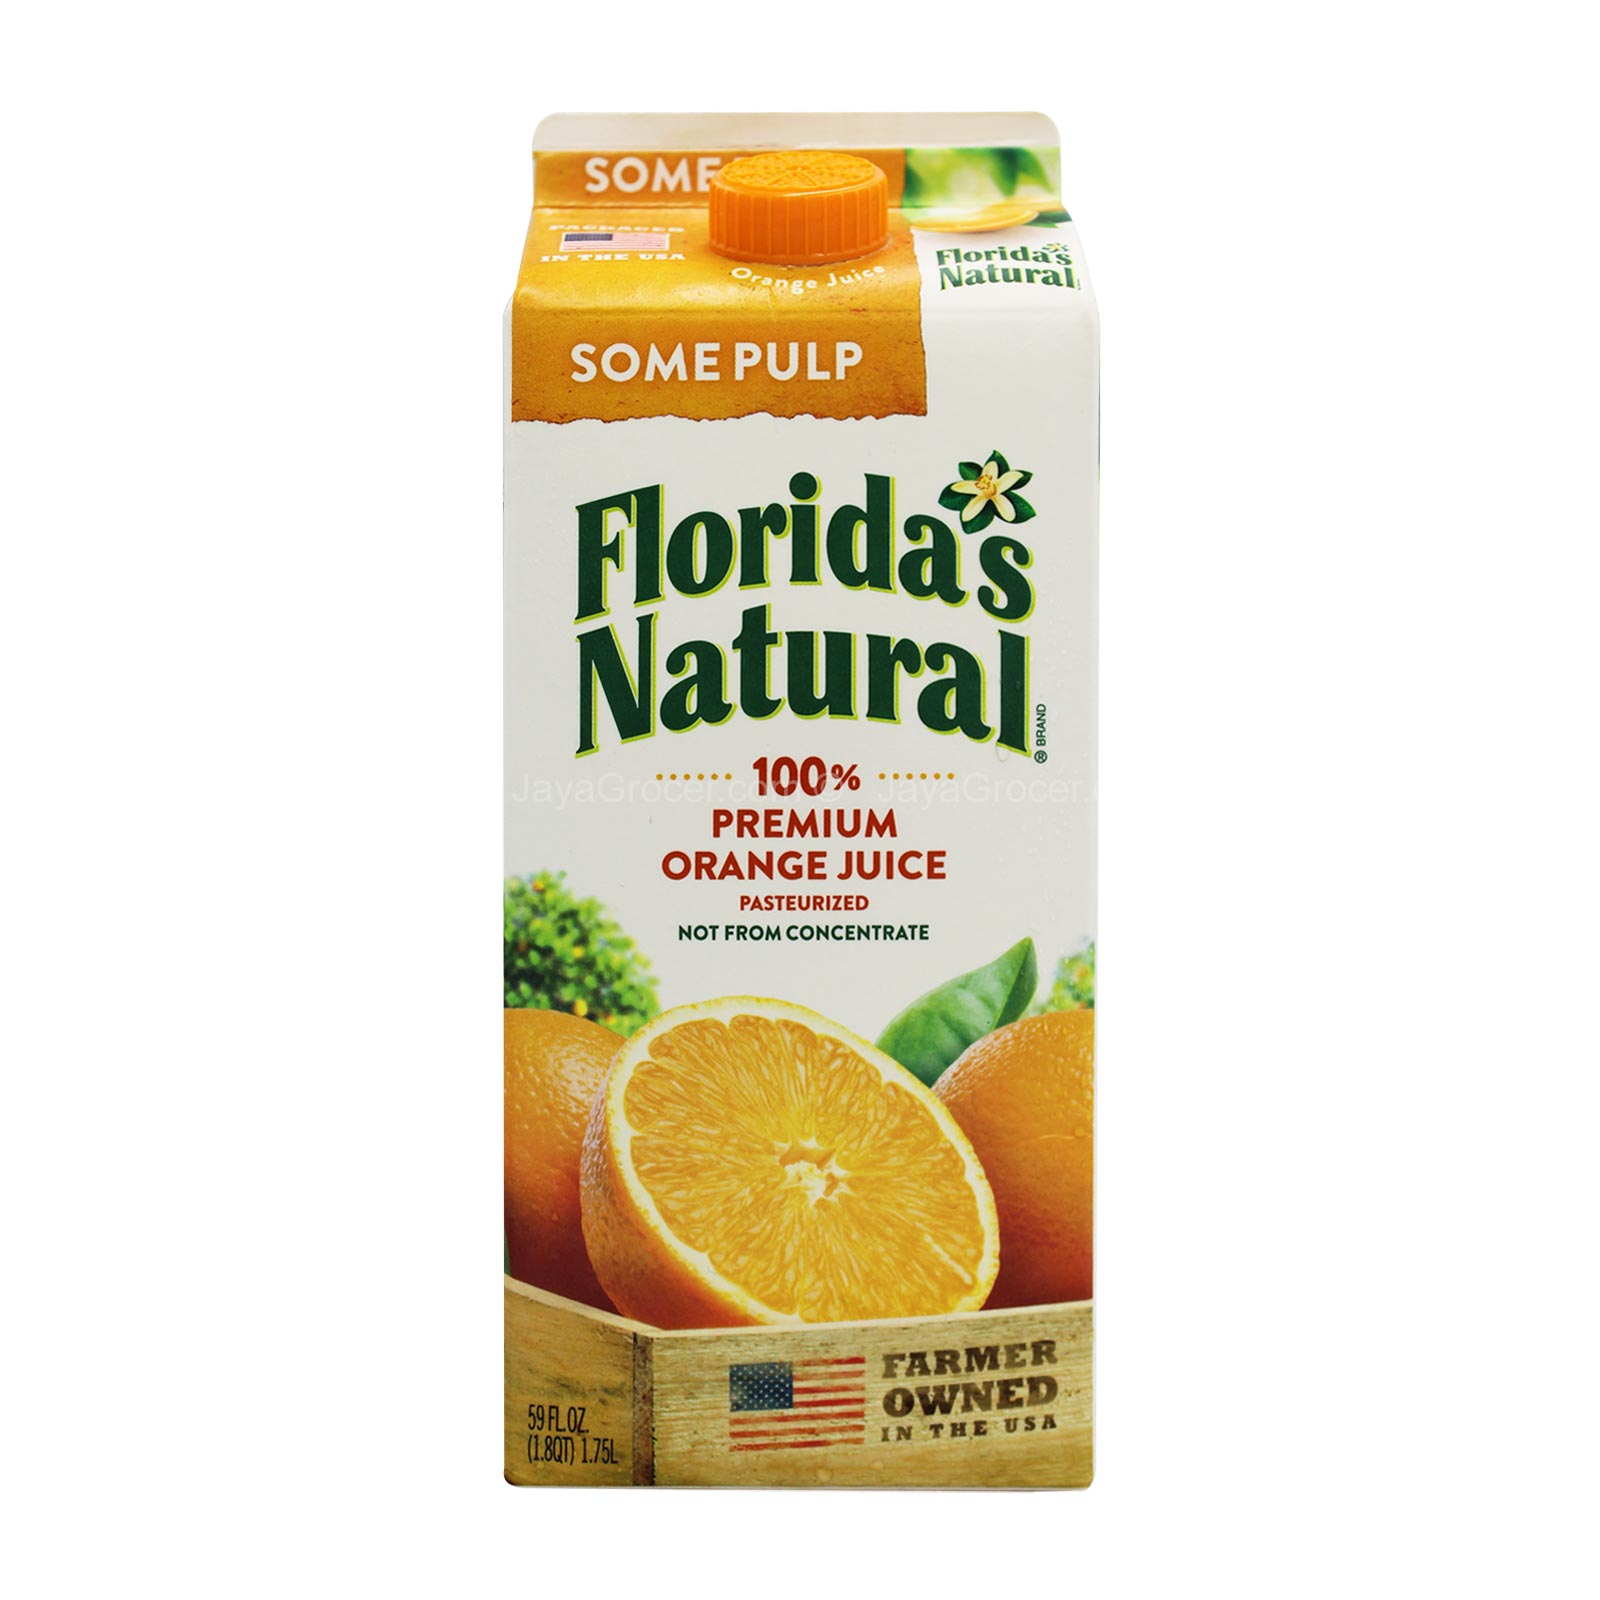 SOME
PACKAGED
IN THE USA
Orange Juice
Florida's
Natural
SOME PULP
Florida's
Natural
® BRAND
100%
PREMIUM
ORANGE JUICE
PASTEURIZED
NOT FROM CONCENTRATE
JayaGrocer.com © JayaGrocer.c
FARMER
OWNED
IN THE USA
59 FL.OZ.
(1.8QT) 1.75L